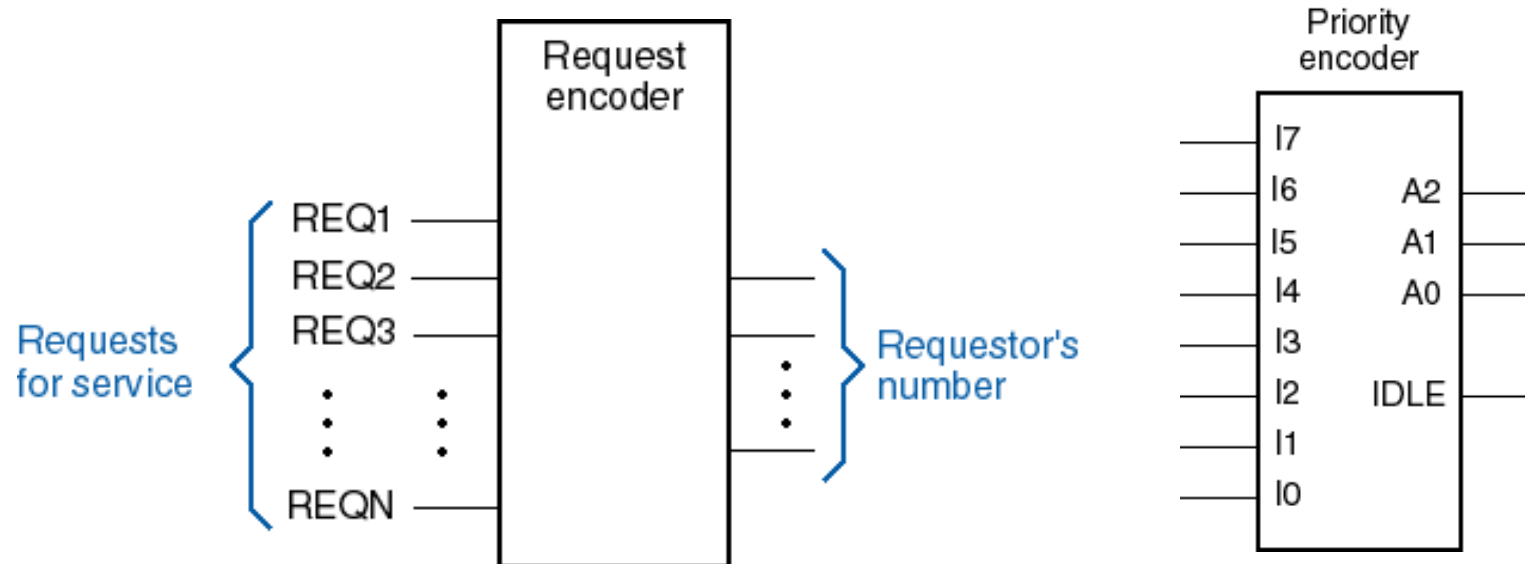 Request
encoder
REQ1
REQ2
REQ3
REQN
Requests
for service
Requestor's
number
Priority
encoder
I7
I6
I5
I4
I3
I2
I1
I0
A2
A1
A0
IDLE